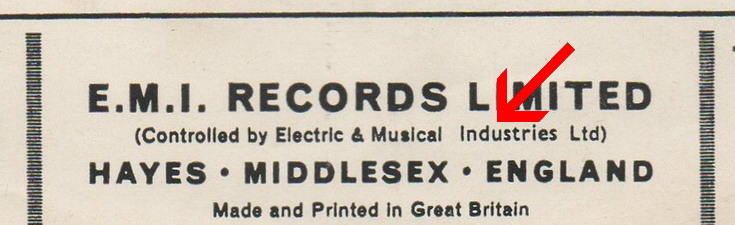 E.M.I. RECORDS LIMITED
(Controlled by Electric & Musical Industries Ltd)
HAYES • MIDDLESEX • ENGLAND
Made and Printed in Great Britain